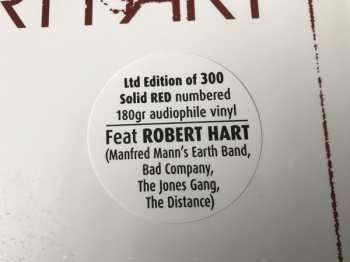 Ltd Edition of 300
Solid RED numbered
180gr audiophile vinyl
Feat ROBERT HART
(Manfred Mann's Earth Band,
Bad Company,
The Jones Gang,
The Distance)